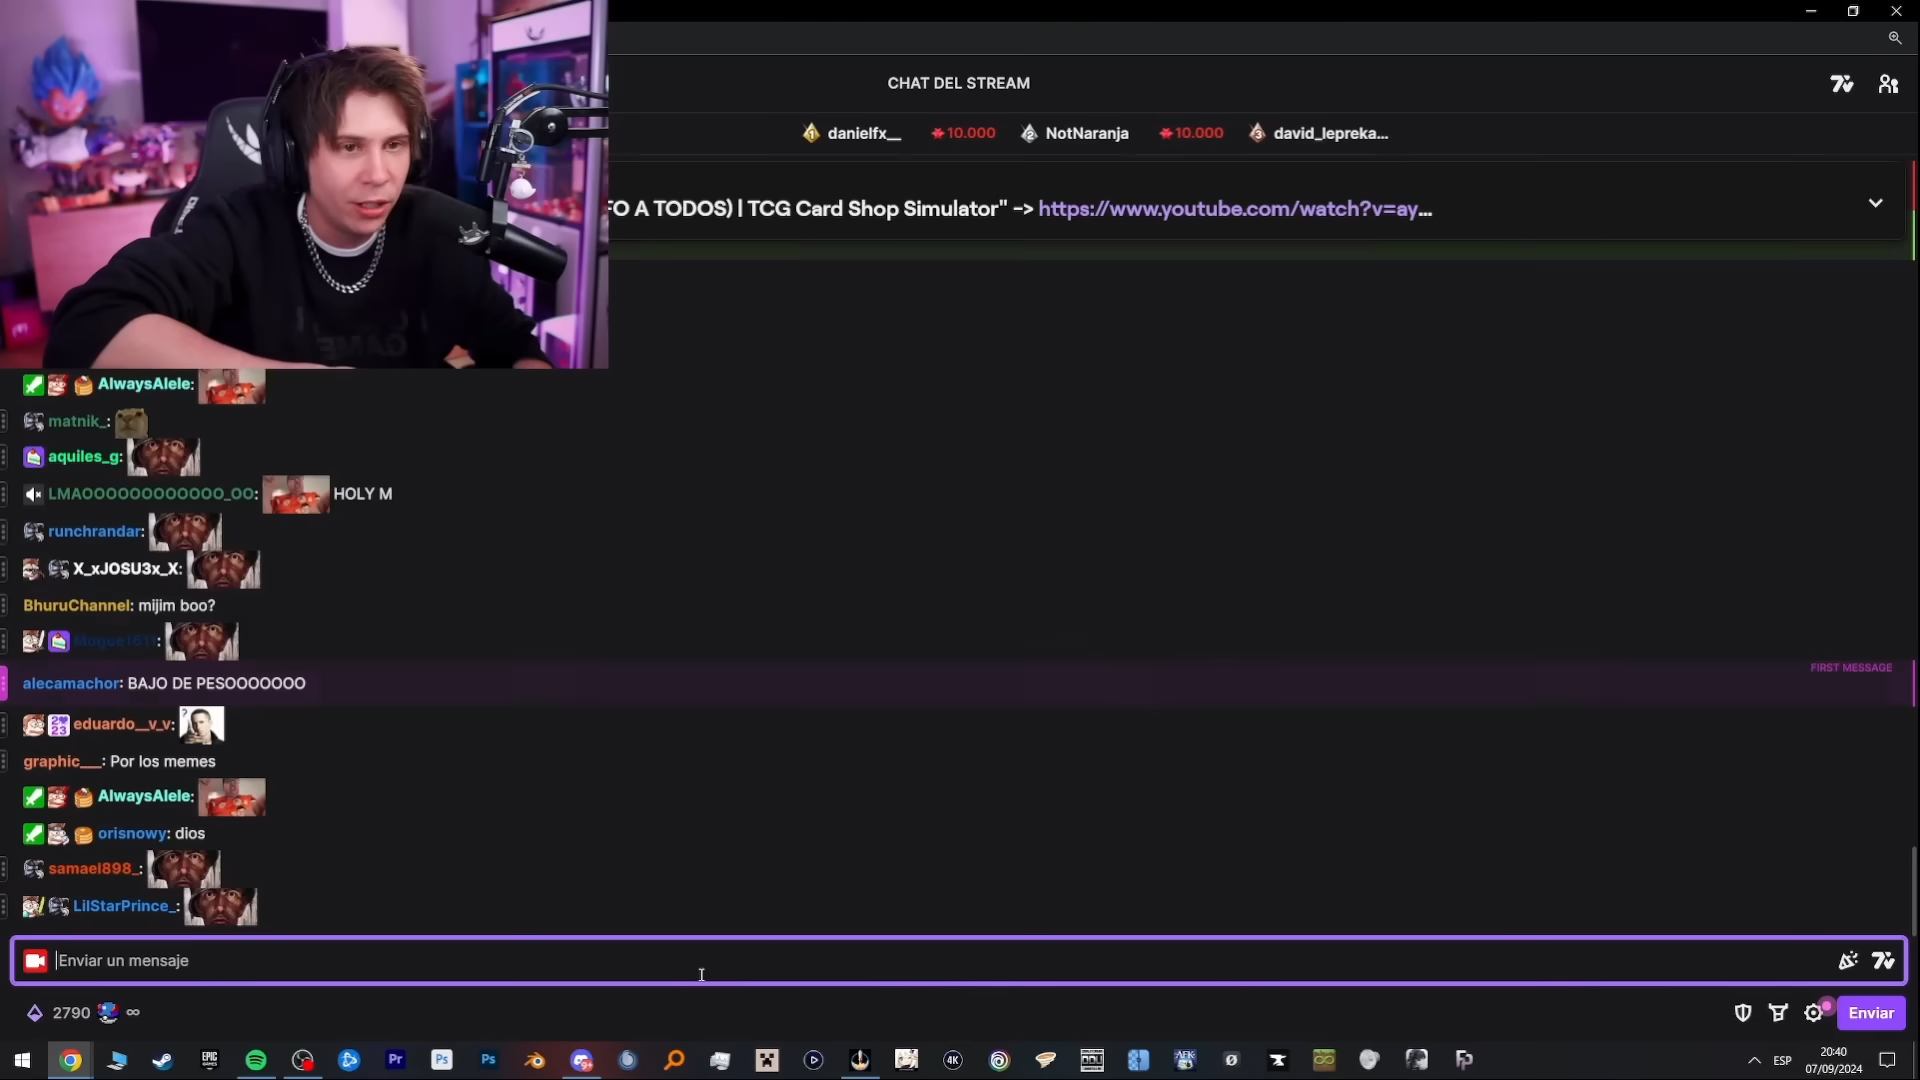 CHAT DEL STREAM
danielfx__ 10.000 NotNaranja 10.000 david_lepreka...
FO A TODOS) | TCG Card Shop Simulator" -> https://www.youtube.com/watch?v=ay...
AlwaysAlele:
matnik_:
aquiles_g:
LMAOOOOOOOOOOOO_OO: HOLY M
runchrandar:
X_xJOSU3x_X:
BhuruChannel: mijim boo?
FIRST MESSAGE
alecamachor: BAJO DE PESOOOOOOO
eduardo__v_v:
graphic___: Por los memes
AlwaysAlele:
orisnowy: dios
samael898_:
LilStarPrince_:
Enviar un mensaje
2790 ∞
Enviar
ESP
20:40
07/09/2024